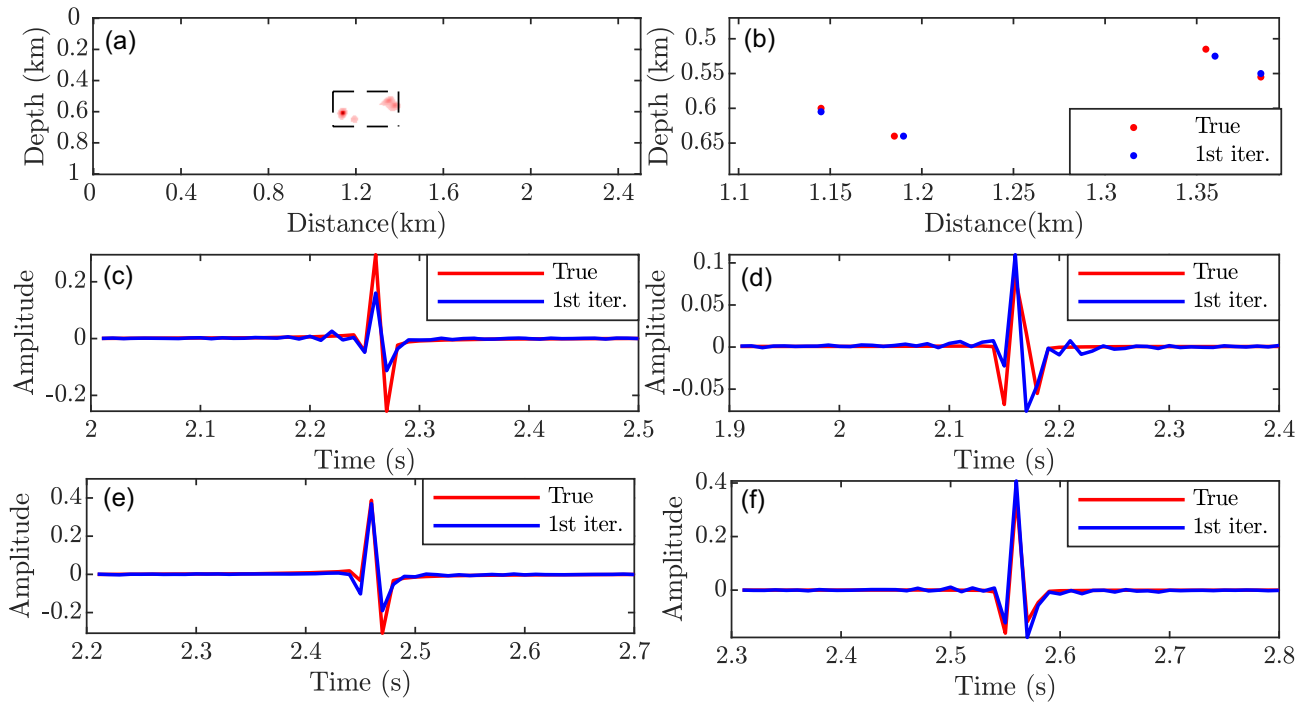 (a)
Depth (km)
0
0.2
0.4
0.6
0.8
1
0 0.4 0.8 1.2 1.6 2 2.4
Distance(km)
(b)
Depth (km)
0.5
0.55
0.6
0.65
True
1st iter.
1.1 1.15 1.2 1.25 1.3 1.35
Distance (km)
(c)
Amplitude
0.2
0
-0.2
True
1st iter.
2 2.1 2.2 2.3 2.4 2.5
Time (s)
(d)
Amplitude
0.1
0.05
0
-0.05
True
1st iter.
1.9 2 2.1 2.2 2.3 2.4
Time (s)
(e)
Amplitude
0.4
0.2
0
-0.2
True
1st iter.
2.2 2.3 2.4 2.5 2.6 2.7
Time (s)
(f)
Amplitude
0.4
0.2
0
True
1st iter.
2.3 2.4 2.5 2.6 2.7 2.8
Time (s)